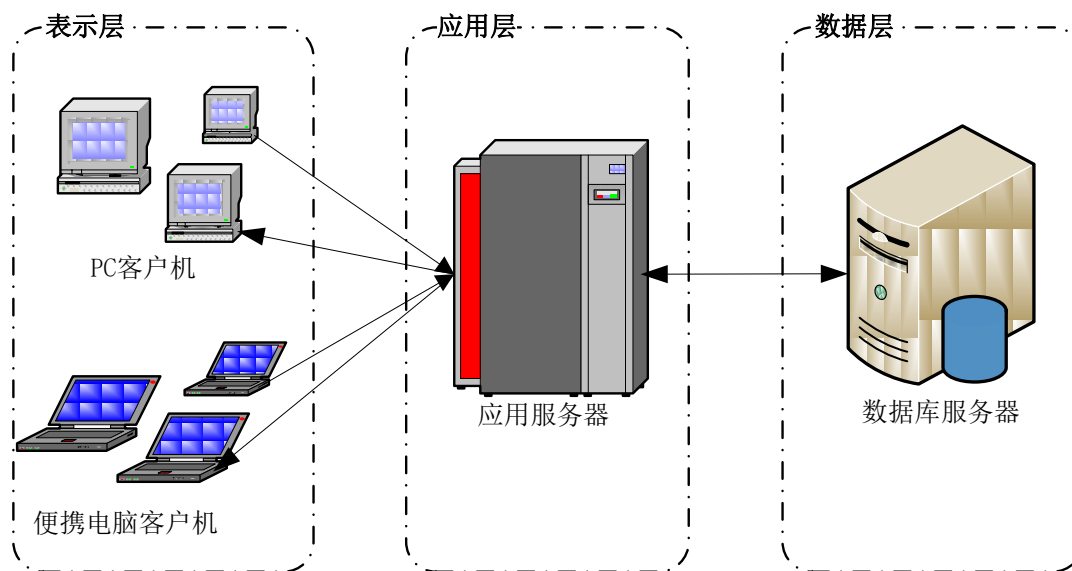 表示层
应用层
数据层
PC客户机
应用服务器
数据库服务器
便携电脑客户机